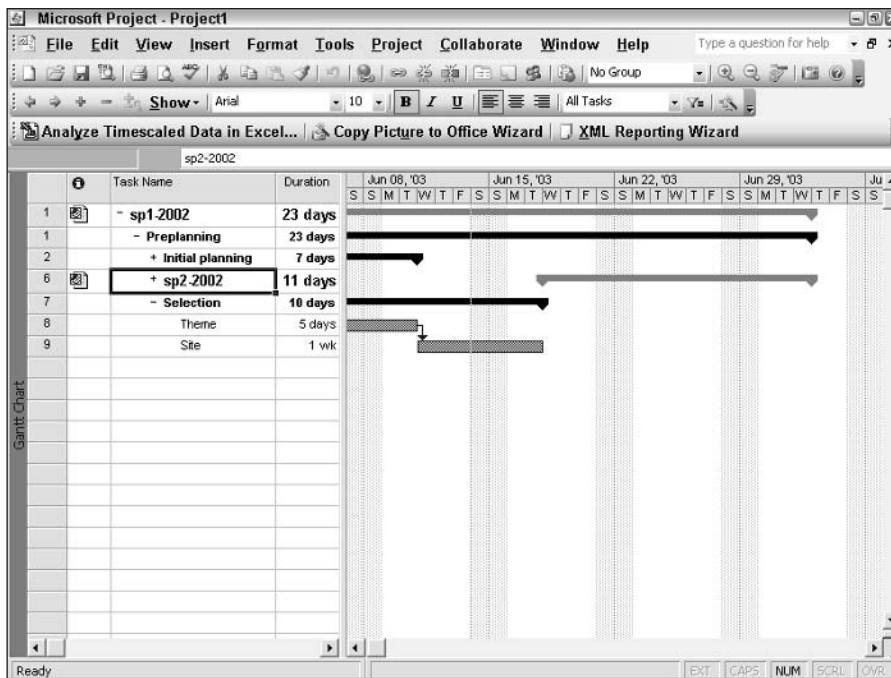 Microsoft Project - Project1
File Edit View Insert Format Tools Project Collaborate Window Help Type a question for help
No Group
Show Arial 10 B I U All Tasks
Analyze Timescaled Data in Excel... Copy Picture to Office Wizard XML Reporting Wizard
sp2-2002
Task Name Duration Jun 08, '03 Jun 15, '03 Jun 22, '03 Jun 29, '03 Ju
S S M T W T F S S M T W T F S S M T W T F S S M T W T F S S
1 - sp1-2002 23 days
1 - Preplanning 23 days
2 + Initial planning 7 days
6 + sp2-2002 11 days
7 - Selection 10 days
8 Theme 5 days
9 Site 1 wk
Gantt Chart
Ready EXT CAPS NUM SCRL OVR